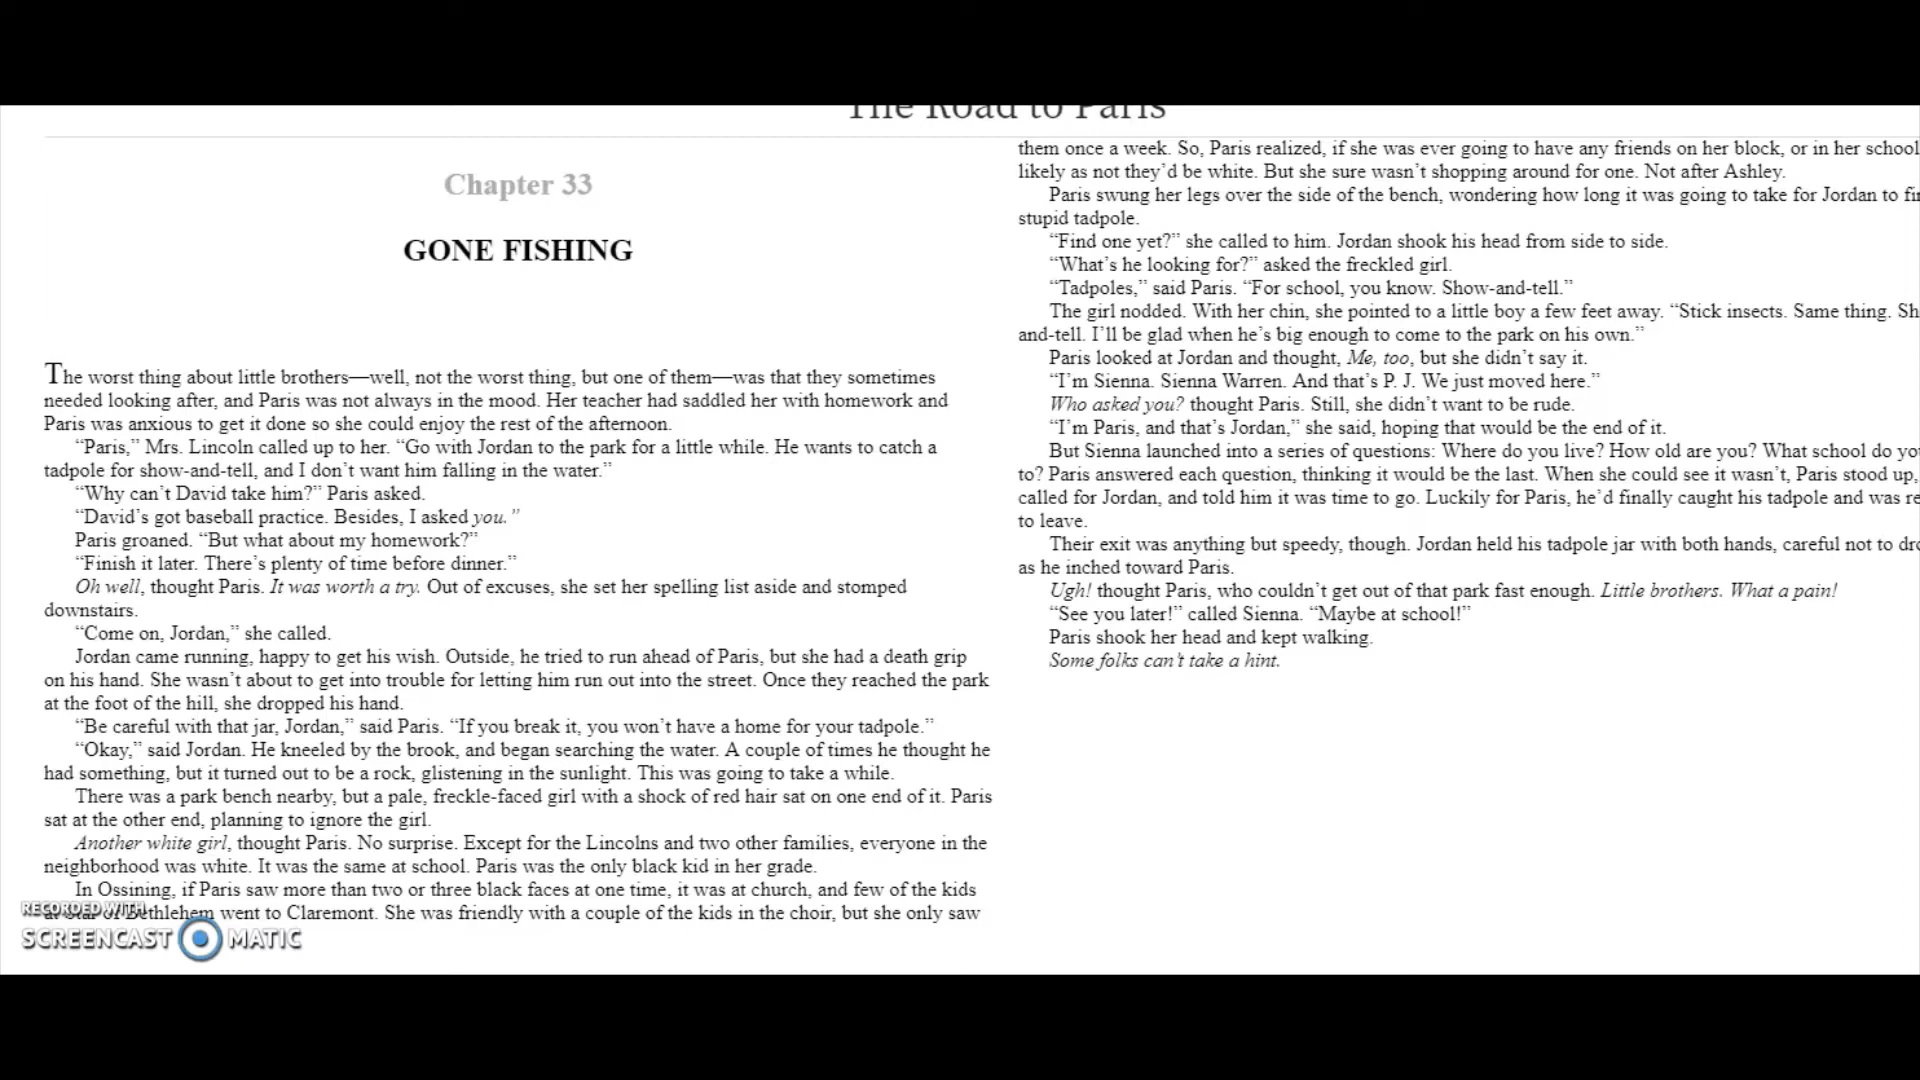 The Road to Paris
Chapter 33
GONE FISHING
The worst thing about little brothers—well, not the worst thing, but one of them—was that they sometimes
needed looking after, and Paris was not always in the mood. Her teacher had saddled her with homework and
Paris was anxious to get it done so she could enjoy the rest of the afternoon.
“Paris,” Mrs. Lincoln called up to her. “Go with Jordan to the park for a little while. He wants to catch a
tadpole for show-and-tell, and I don’t want him falling in the water.”
“Why can’t David take him?” Paris asked.
“David’s got baseball practice. Besides, I asked you.”
Paris groaned. “But what about my homework?”
“Finish it later. There’s plenty of time before dinner.”
Oh well, thought Paris. It was worth a try. Out of excuses, she set her spelling list aside and stomped
downstairs.
“Come on, Jordan,” she called.
Jordan came running, happy to get his wish. Outside, he tried to run ahead of Paris, but she had a death grip
on his hand. She wasn’t about to get into trouble for letting him run out into the street. Once they reached the park
at the foot of the hill, she dropped his hand.
“Be careful with that jar, Jordan,” said Paris. “If you break it, you won’t have a home for your tadpole.”
“Okay,” said Jordan. He kneeled by the brook, and began searching the water. A couple of times he thought he
had something, but it turned out to be a rock, glistening in the sunlight. This was going to take a while.
There was a park bench nearby, but a pale, freckle-faced girl with a shock of red hair sat on one end of it. Paris
sat at the other end, planning to ignore the girl.
Another white girl, thought Paris. No surprise. Except for the Lincolns and two other families, everyone in the
neighborhood was white. It was the same at school. Paris was the only black kid in her grade.
In Ossining, if Paris saw more than two or three black faces at one time, it was at church, and few of the kids
at Star of Bethlehem went to Claremont. She was friendly with a couple of the kids in the choir, but she only saw
them once a week. So, Paris realized, if she was ever going to have any friends on her block, or in her school
likely as not they’d be white. But she sure wasn’t shopping around for one. Not after Ashley.
Paris swung her legs over the side of the bench, wondering how long it was going to take for Jordan to
stupid tadpole.
“Find one yet?” she called to him. Jordan shook his head from side to side.
“What’s he looking for?” asked the freckled girl.
“Tadpoles,” said Paris. “For school, you know. Show-and-tell.”
The girl nodded. With her chin, she pointed to a little boy a few feet away. “Stick insects. Same thing. Sh
and-tell. I’ll be glad when he’s big enough to come to the park on his own.”
Paris looked at Jordan and thought, Me, too, but she didn’t say it.
“I’m Sienna. Sienna Warren. And that’s P. J. We just moved here.”
Who asked you? thought Paris. Still, she didn’t want to be rude.
“I’m Paris, and that’s Jordan,” she said, hoping that would be the end of it.
But Sienna launched into a series of questions: Where do you live? How old are you? What school do
to? Paris answered each question, thinking it would be the last. When she could see it wasn’t, Paris stood up,
called for Jordan, and told him it was time to go. Luckily for Paris, he’d finally caught his tadpole and was
to leave.
Their exit was anything but speedy, though. Jordan held his tadpole jar with both hands, careful not to
as he inched toward Paris.
Ugh! thought Paris, who couldn’t get out of that park fast enough. Little brothers. What a pain!
“See you later!” called Sienna. “Maybe at school!”
Paris shook her head and kept walking.
Some folks can’t take a hint.
RECORDED WITH
SCREENCAST MATIC